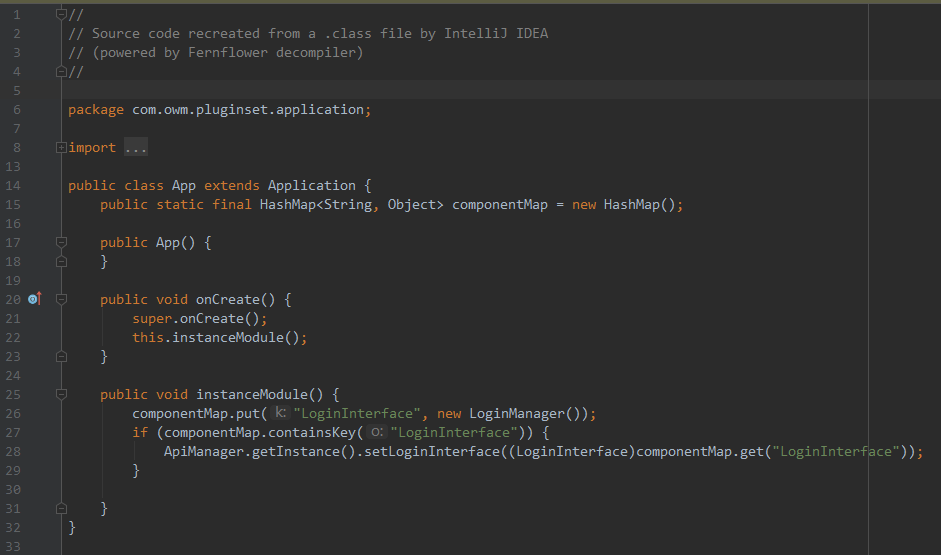 1 //
2 // Source code recreated from a .class file by IntelliJ IDEA
3 // (powered by Fernflower decompiler)
4 //
5
6 package com.owm.pluginset.application;
7
8 import ...
13
14 public class App extends Application {
15     public static final HashMap<String, Object> componentMap = new HashMap();
16
17     public App() {
18     }
19
20     public void onCreate() {
21         super.onCreate();
22         this.instanceModule();
23     }
24
25     public void instanceModule() {
26         componentMap.put( k: "LoginInterface", new LoginManager());
27         if (componentMap.containsKey( o: "LoginInterface")) {
28             ApiManager.getInstance().setLoginInterface((LoginInterface)componentMap.get("LoginInterface"));
29         }
30
31     }
32 }
33